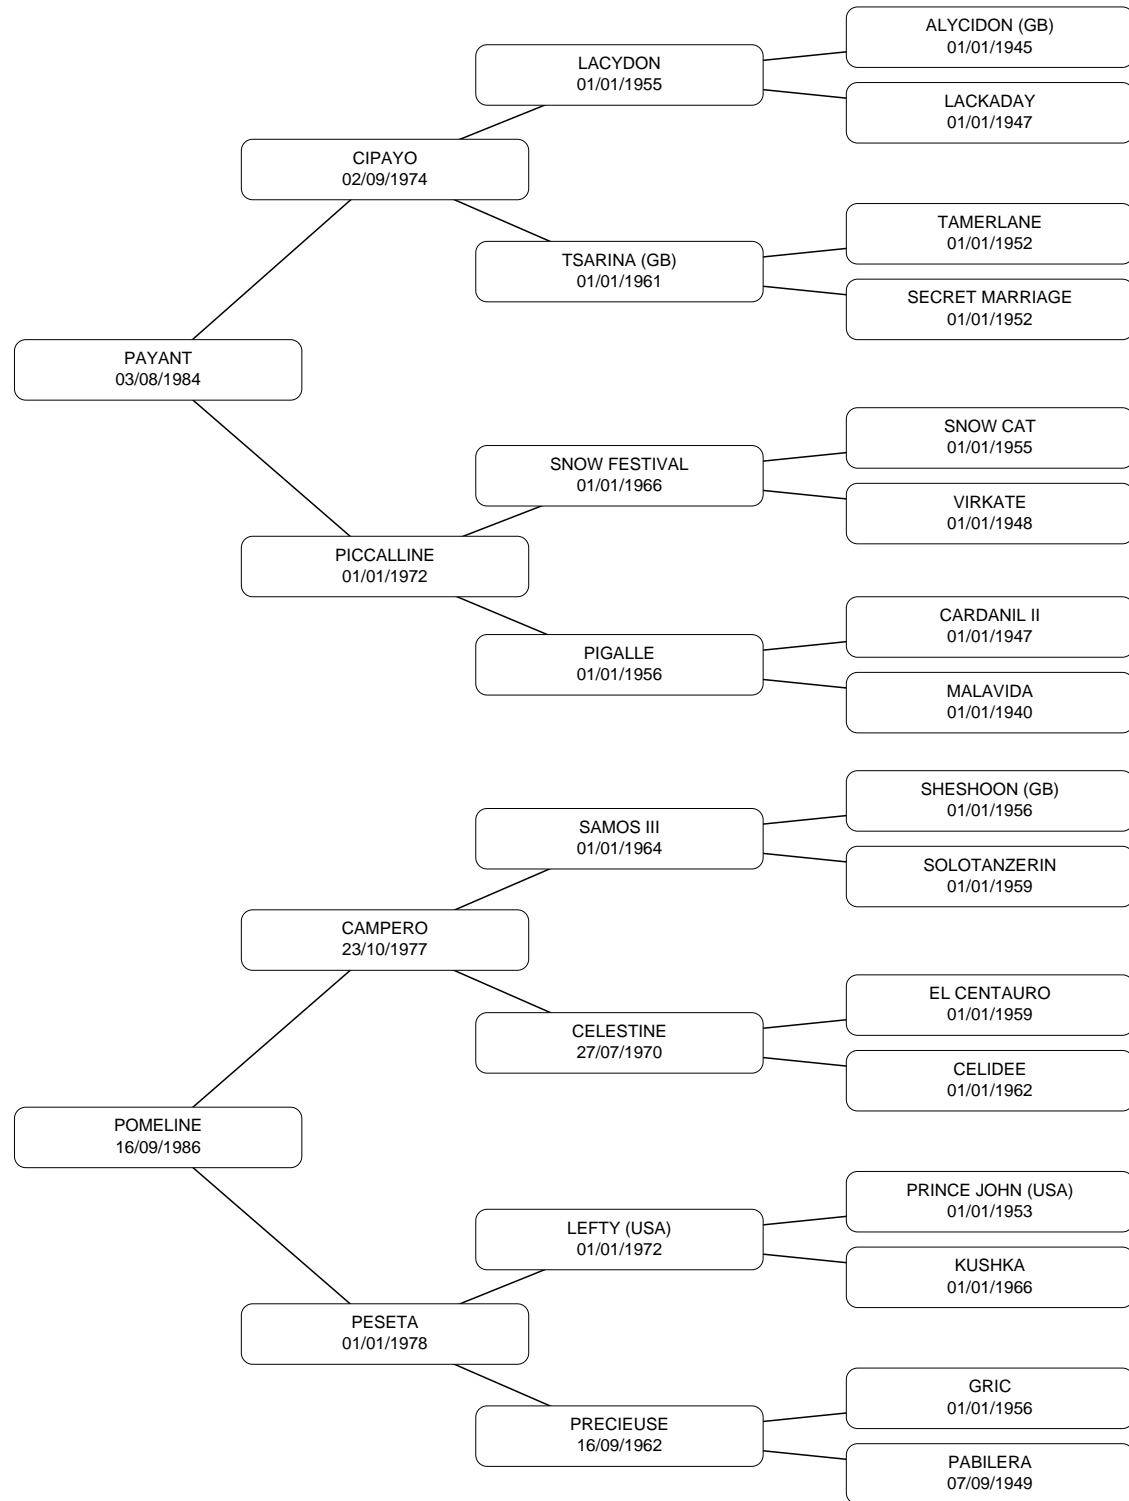 ALYCIDON (GB)
01/01/1945
LACYDON
01/01/1955
LACKADAY
01/01/1947
CIPAYO
02/09/1974
TAMERLANE
01/01/1952
TSARINA (GB)
01/01/1961
SECRET MARRIAGE
01/01/1952
PAYANT
03/08/1984
SNOW CAT
01/01/1955
SNOW FESTIVAL
01/01/1966
VIRKATE
01/01/1948
PICCALLINE
01/01/1972
CARDANIL II
01/01/1947
PIGALLE
01/01/1956
MALAVIDA
01/01/1940
SHESHOON (GB)
01/01/1956
SAMOS III
01/01/1964
SOLOTANZERIN
01/01/1959
CAMPERO
23/10/1977
EL CENTAURO
01/01/1959
CELESTINE
27/07/1970
CELIDEE
01/01/1962
POMELINE
16/09/1986
PRINCE JOHN (USA)
01/01/1953
LEFTY (USA)
01/01/1972
KUSHKA
01/01/1966
PESETA
01/01/1978
GRIC
01/01/1956
PRECIEUSE
16/09/1962
PABILERA
07/09/1949